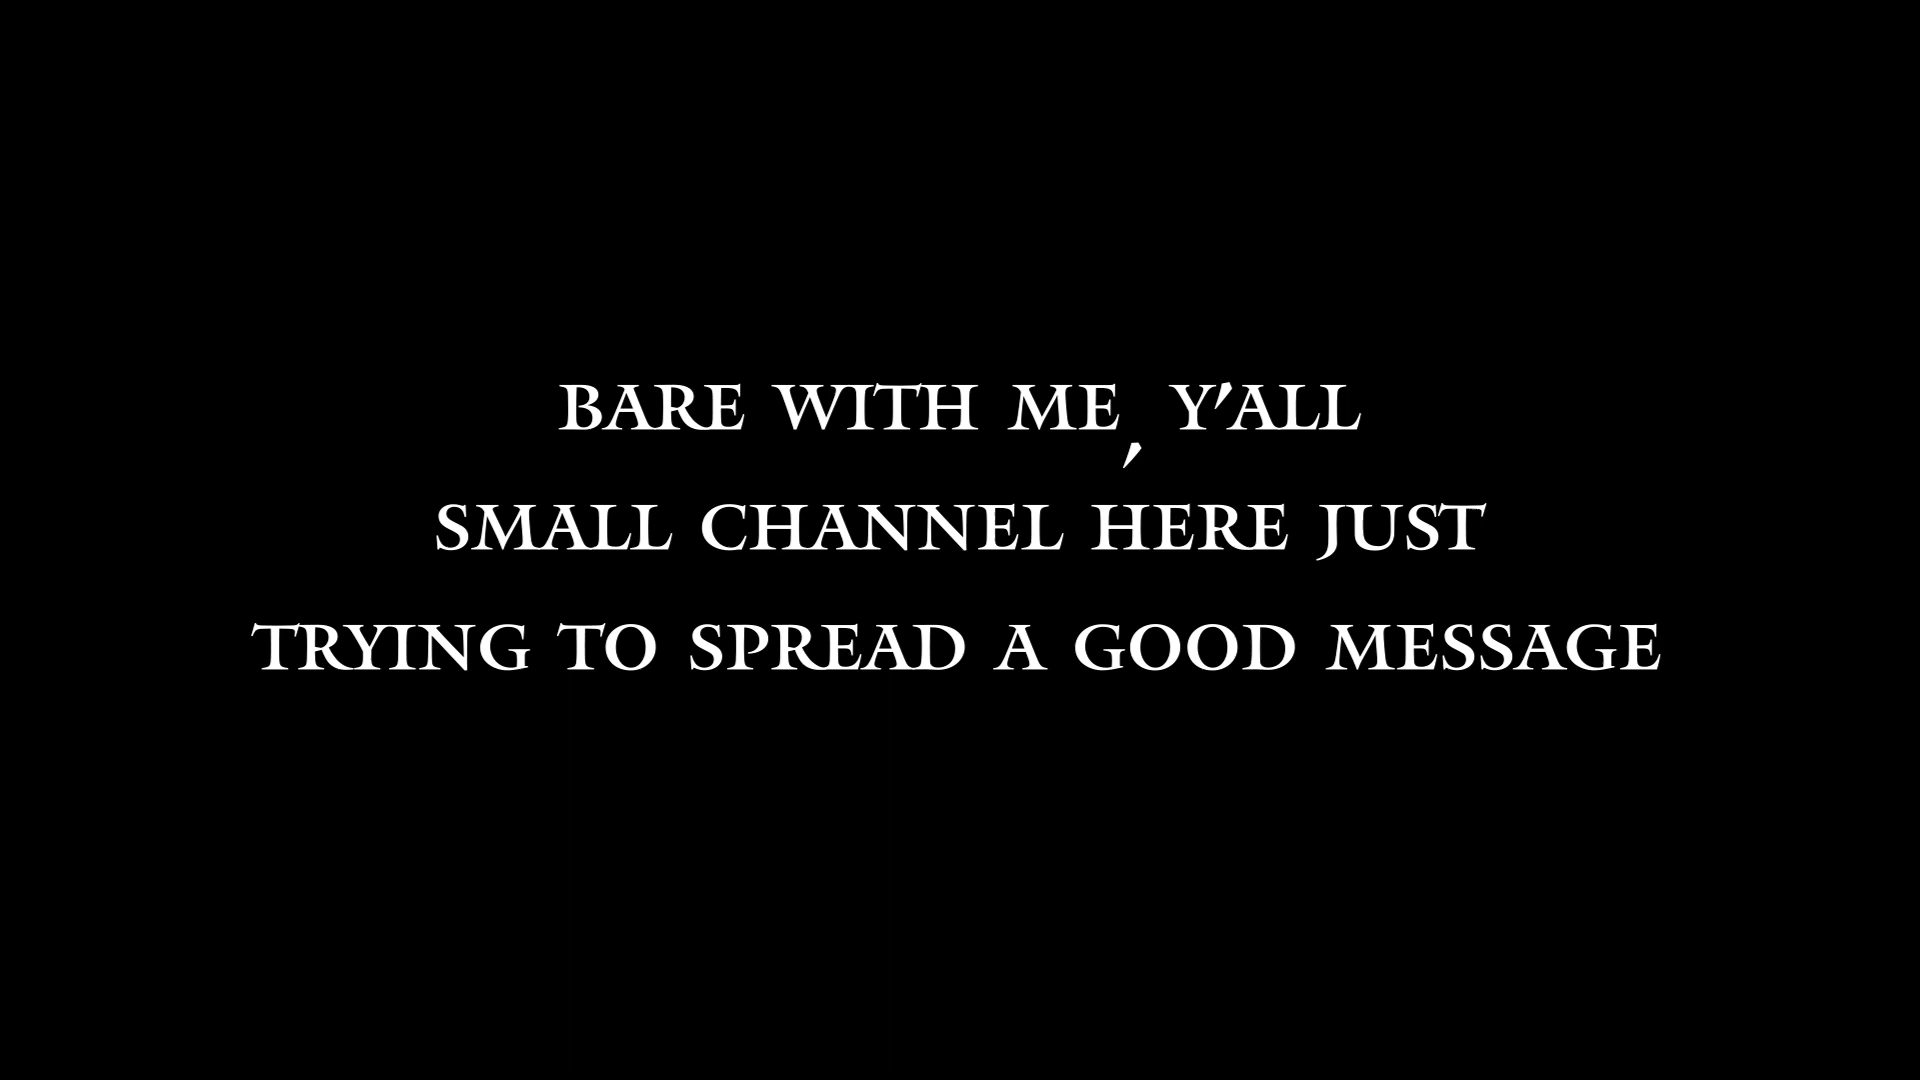 BARE WITH ME, Y'ALL
SMALL CHANNEL HERE JUST
TRYING TO SPREAD A GOOD MESSAGE